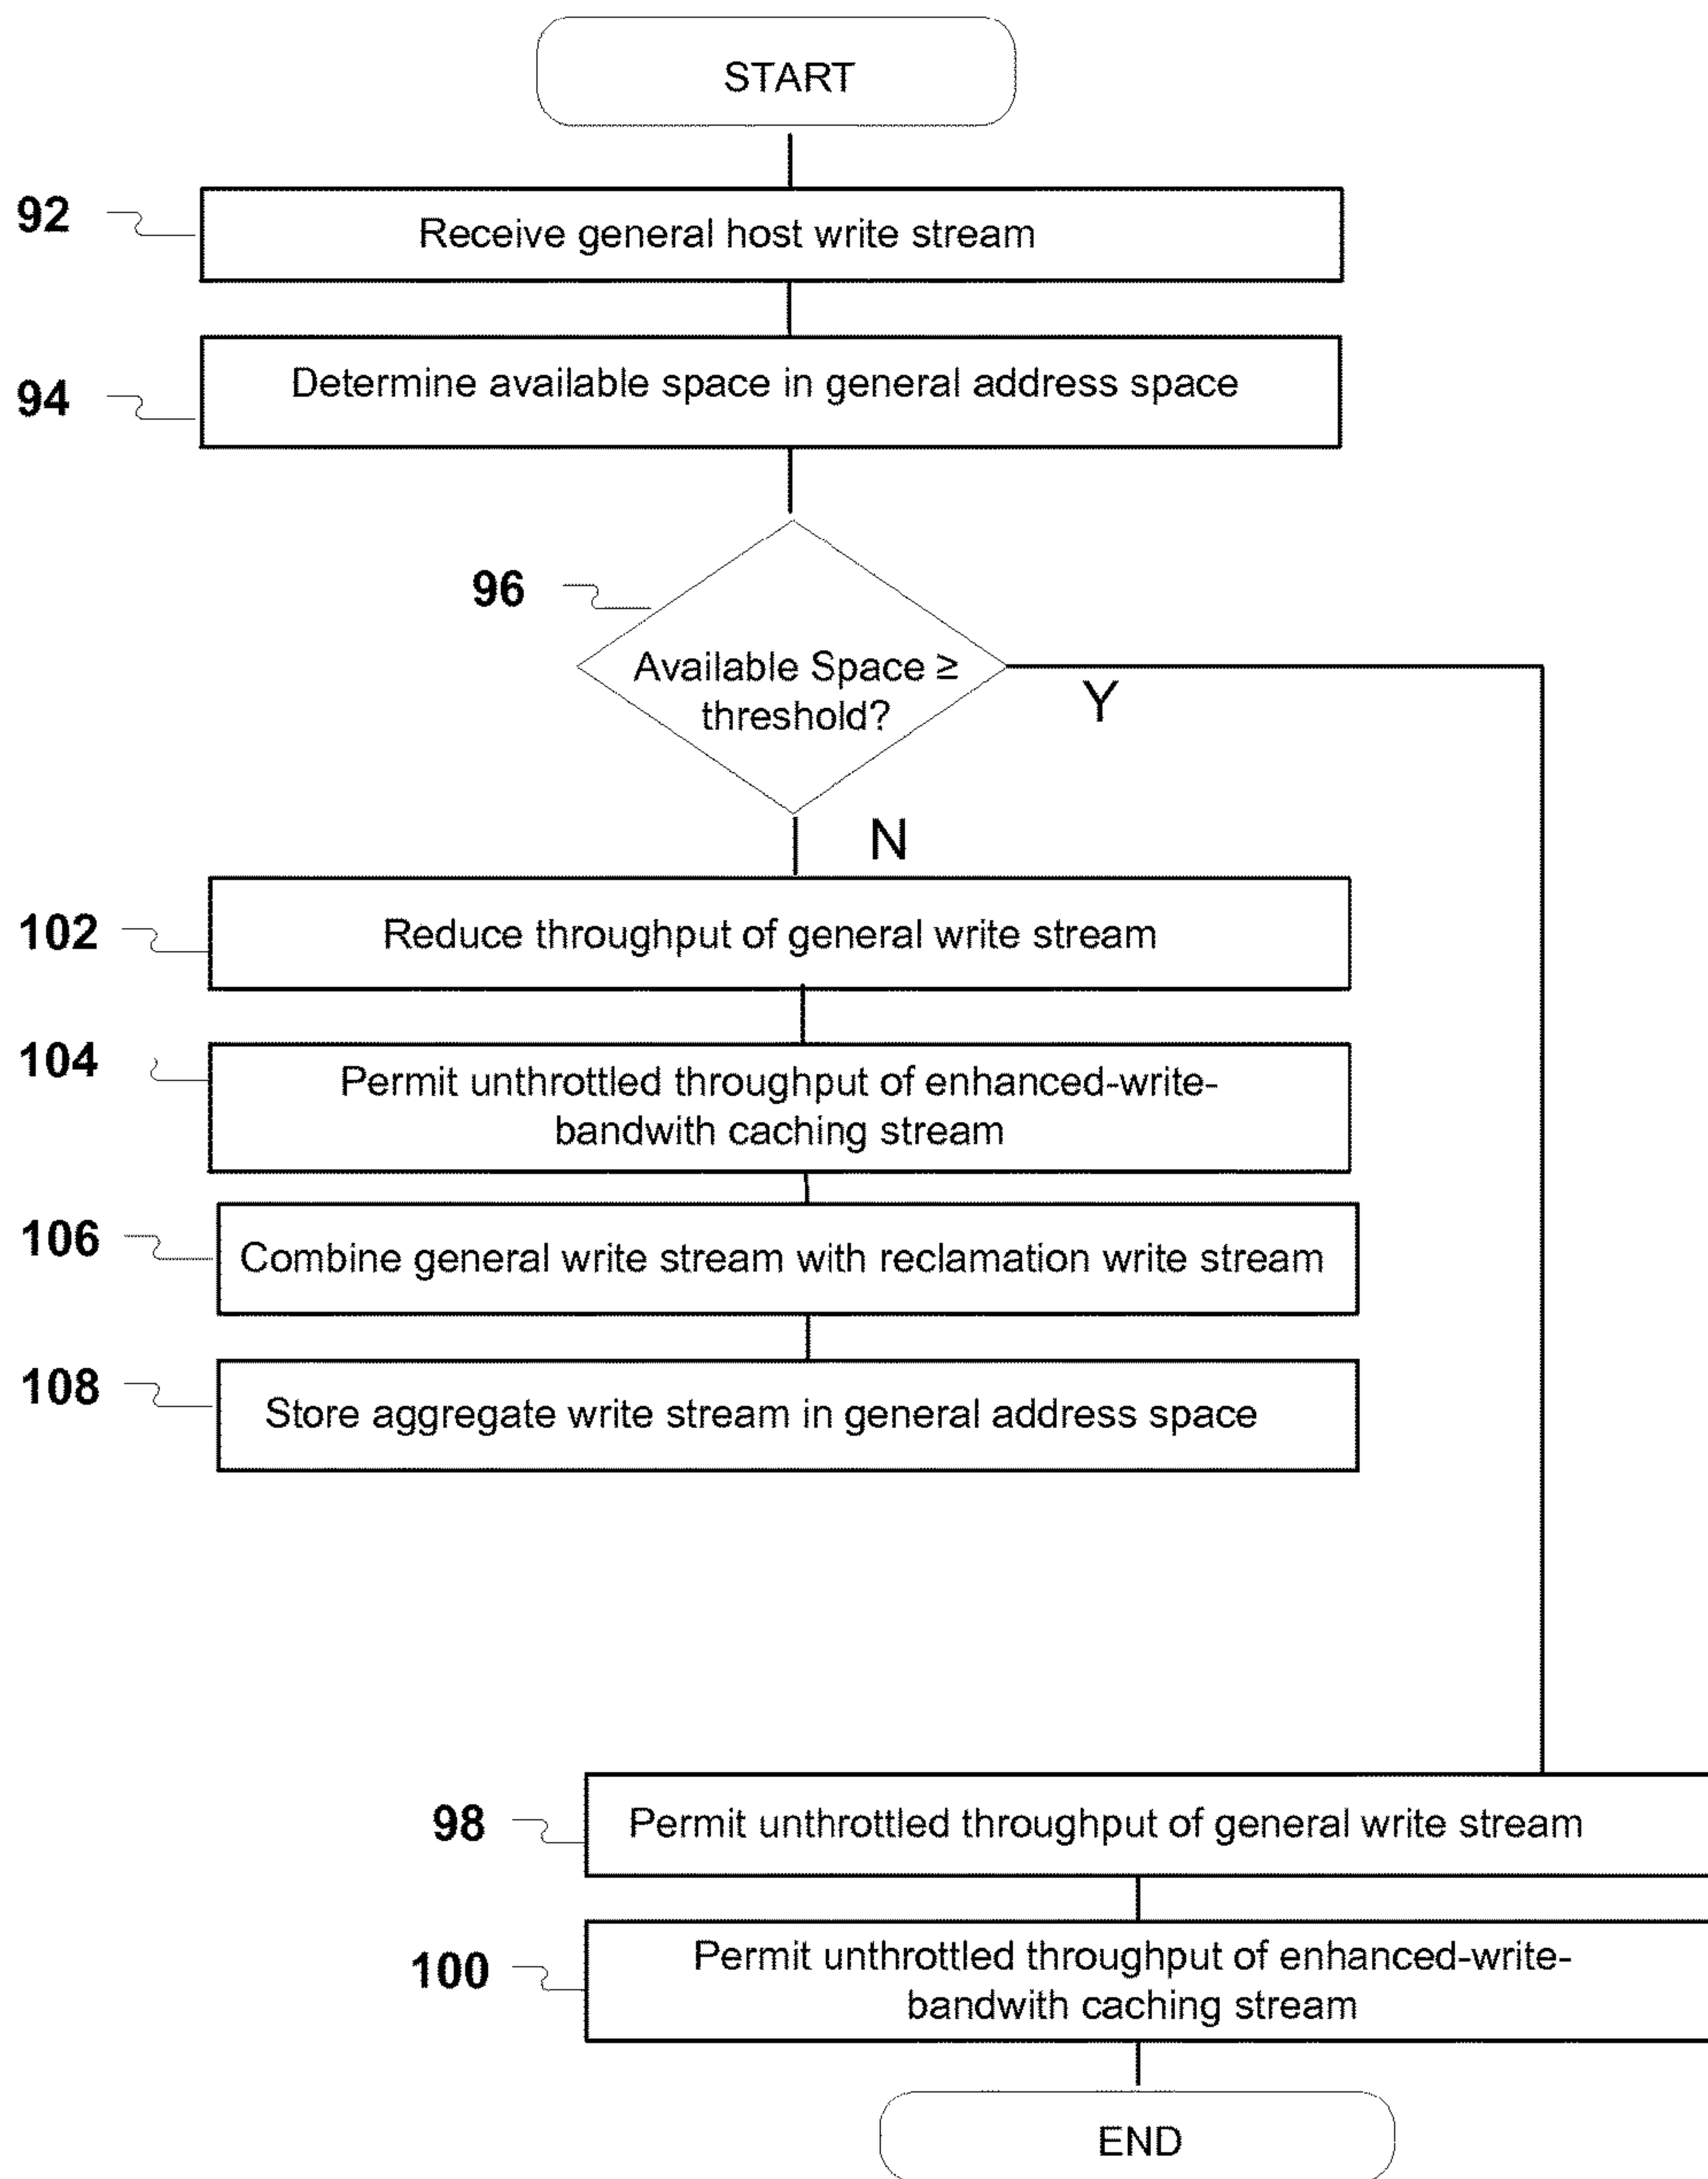 START
92
Receive general host write stream
94
Determine available space in general address space
96
Available Space ≥
threshold?
Y
N
102
Reduce throughput of general write stream
104
Permit unthrottled throughput of enhanced-write-
bandwith caching stream
106
Combine general write stream with reclamation write stream
108
Store aggregate write stream in general address space
98
Permit unthrottled throughput of general write stream
100
Permit unthrottled throughput of enhanced-write-
bandwith caching stream
END